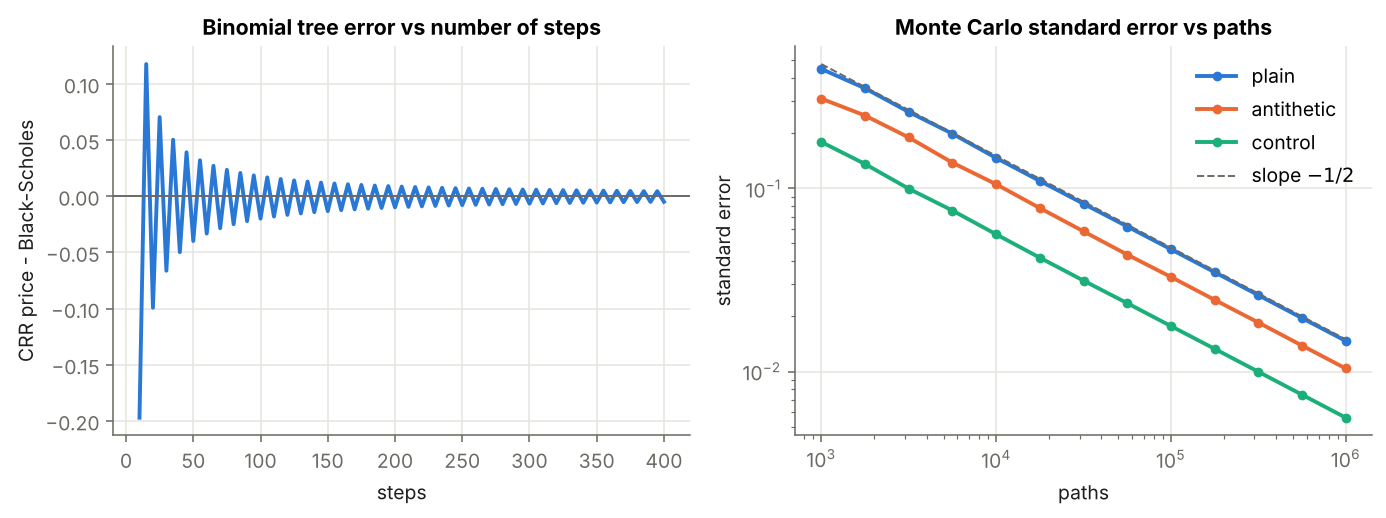 Binomial tree error vs number of steps
CRR price - Black-Scholes
0.10
0.05
0.00
−0.05
−0.10
−0.15
−0.20
0 50 100 150 200 250 300 350 400
steps
Monte Carlo standard error vs paths
standard error
10⁻¹
10⁻²
plain
antithetic
control
slope −1/2
10³ 10⁴ 10⁵ 10⁶
paths